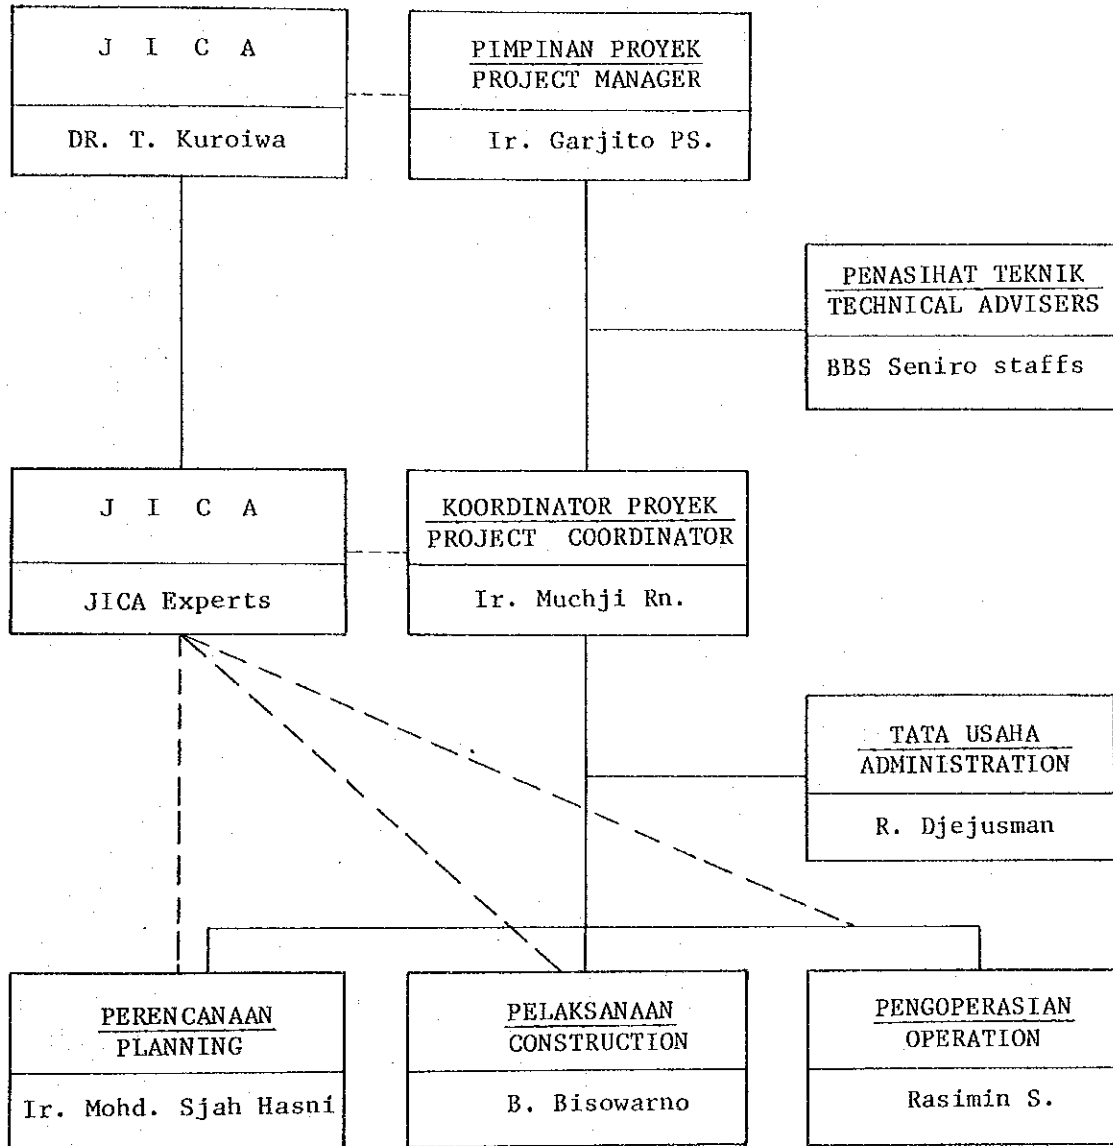 J I C A
DR. T. Kuroiwa
PIMPINAN PROYEK
PROJECT MANAGER
Ir. Garjito PS.
PENASIHAT TEKNIK
TECHNICAL ADVISERS
BBS Seniro staffs
J I C A
JICA Experts
KOORDINATOR PROYEK
PROJECT COORDINATOR
Ir. Muchji Rn.
TATA USAHA
ADMINISTRATION
R. Djejusman
PERENCANAAN
PLANNING
Ir. Mohd. Sjah Hasni
PELAKSANAAN
CONSTRUCTION
B. Bisowarno
PENGOPERASIAN
OPERATION
Rasimin S.